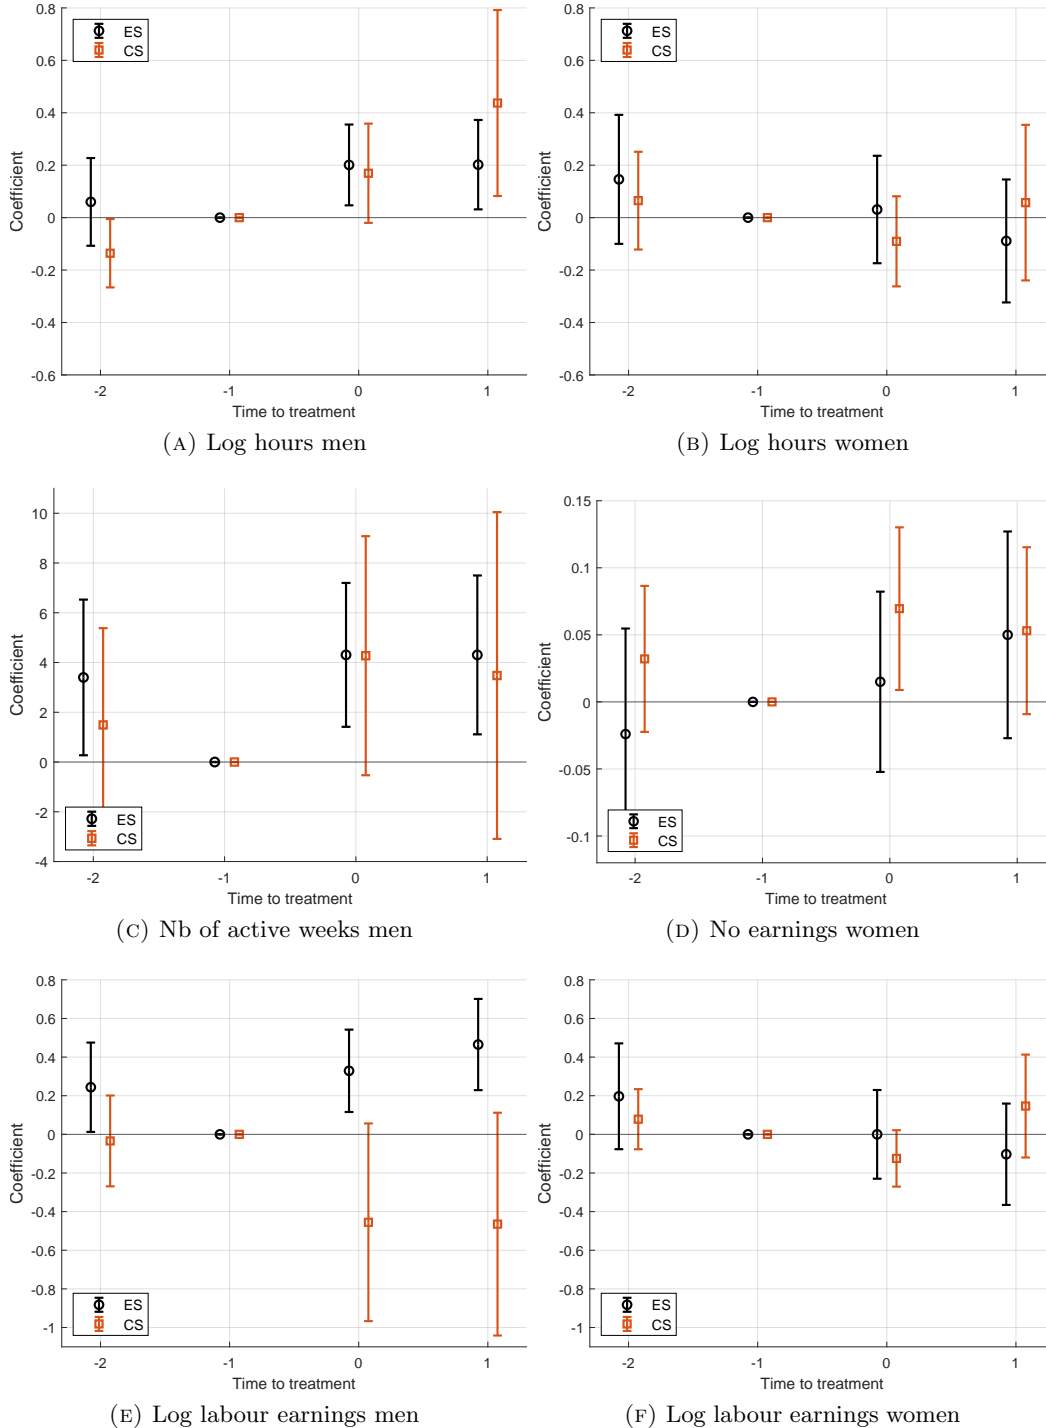 0.8
0.6
0.4
0.2
0
-0.2
-0.4
-0.6
Coefficient
ES
CS
-2 -1 0 1
Time to treatment
(A) Log hours men
0.8
0.6
0.4
0.2
0
-0.2
-0.4
-0.6
Coefficient
ES
CS
-2 -1 0 1
Time to treatment
(B) Log hours women
10
8
6
4
2
0
-2
-4
Coefficient
ES
CS
-2 -1 0 1
Time to treatment
(C) Nb of active weeks men
0.15
0.1
0.05
0
-0.05
-0.1
Coefficient
ES
CS
-2 -1 0 1
Time to treatment
(D) No earnings women
0.8
0.6
0.4
0.2
0
-0.2
-0.4
-0.6
-0.8
-1
Coefficient
ES
CS
-2 -1 0 1
Time to treatment
(E) Log labour earnings men
0.8
0.6
0.4
0.2
0
-0.2
-0.4
-0.6
-0.8
-1
Coefficient
ES
CS
-2 -1 0 1
Time to treatment
(F) Log labour earnings women